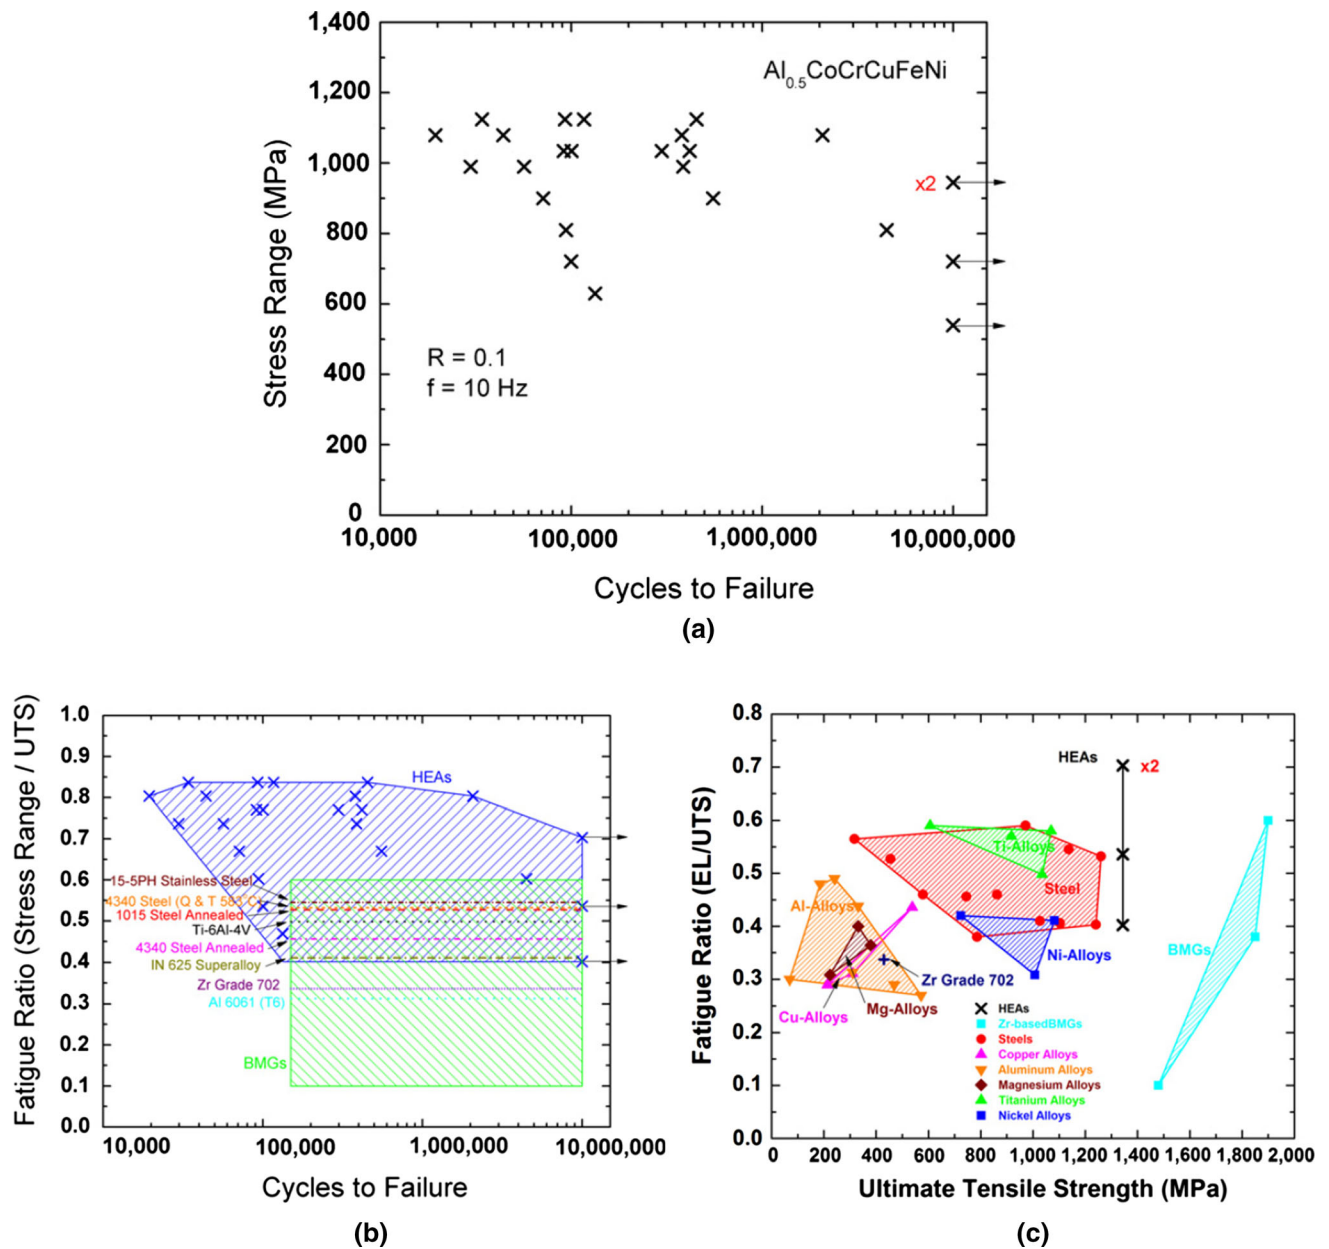 1,400
Al0.5CoCrCuFeNi
1,200
1,000
x2
800
600
R = 0.1
f = 10 Hz
400
200
0
Stress Range (MPa)
10,000 100,000 1,000,000 10,000,000
Cycles to Failure
(a)
Fatigue Ratio (Stress Range / UTS)
1.0
0.9
0.8
0.7
0.6
0.5
0.4
0.3
0.2
0.1
0.0
HEAs
15-5PH Stainless Steel
4340 Steel (Q & T 583°C)
1015 Steel Annealed
Ti-6Al-4V
4340 Steel Annealed
IN 625 Superalloy
Zr Grade 702
Al 6061 (T6)
BMGs
10,000 100,000 1,000,000 10,000,000
Cycles to Failure
(b)
Fatigue Ratio (EL/UTS)
0.8
0.7
0.6
0.5
0.4
0.3
0.2
0.1
0.0
HEAs
x2
Ti-Alloys
Steel
Al-Alloys
Ni-Alloys
BMGs
Zr Grade 702
Mg-Alloys
Cu-Alloys
HEAs
Zr-basedBMGs
Steels
Copper Alloys
Aluminum Alloys
Magnesium Alloys
Titanium Alloys
Nickel Alloys
0 200 400 600 800 1,000 1,200 1,400 1,600 1,800 2,000
Ultimate Tensile Strength (MPa)
(c)